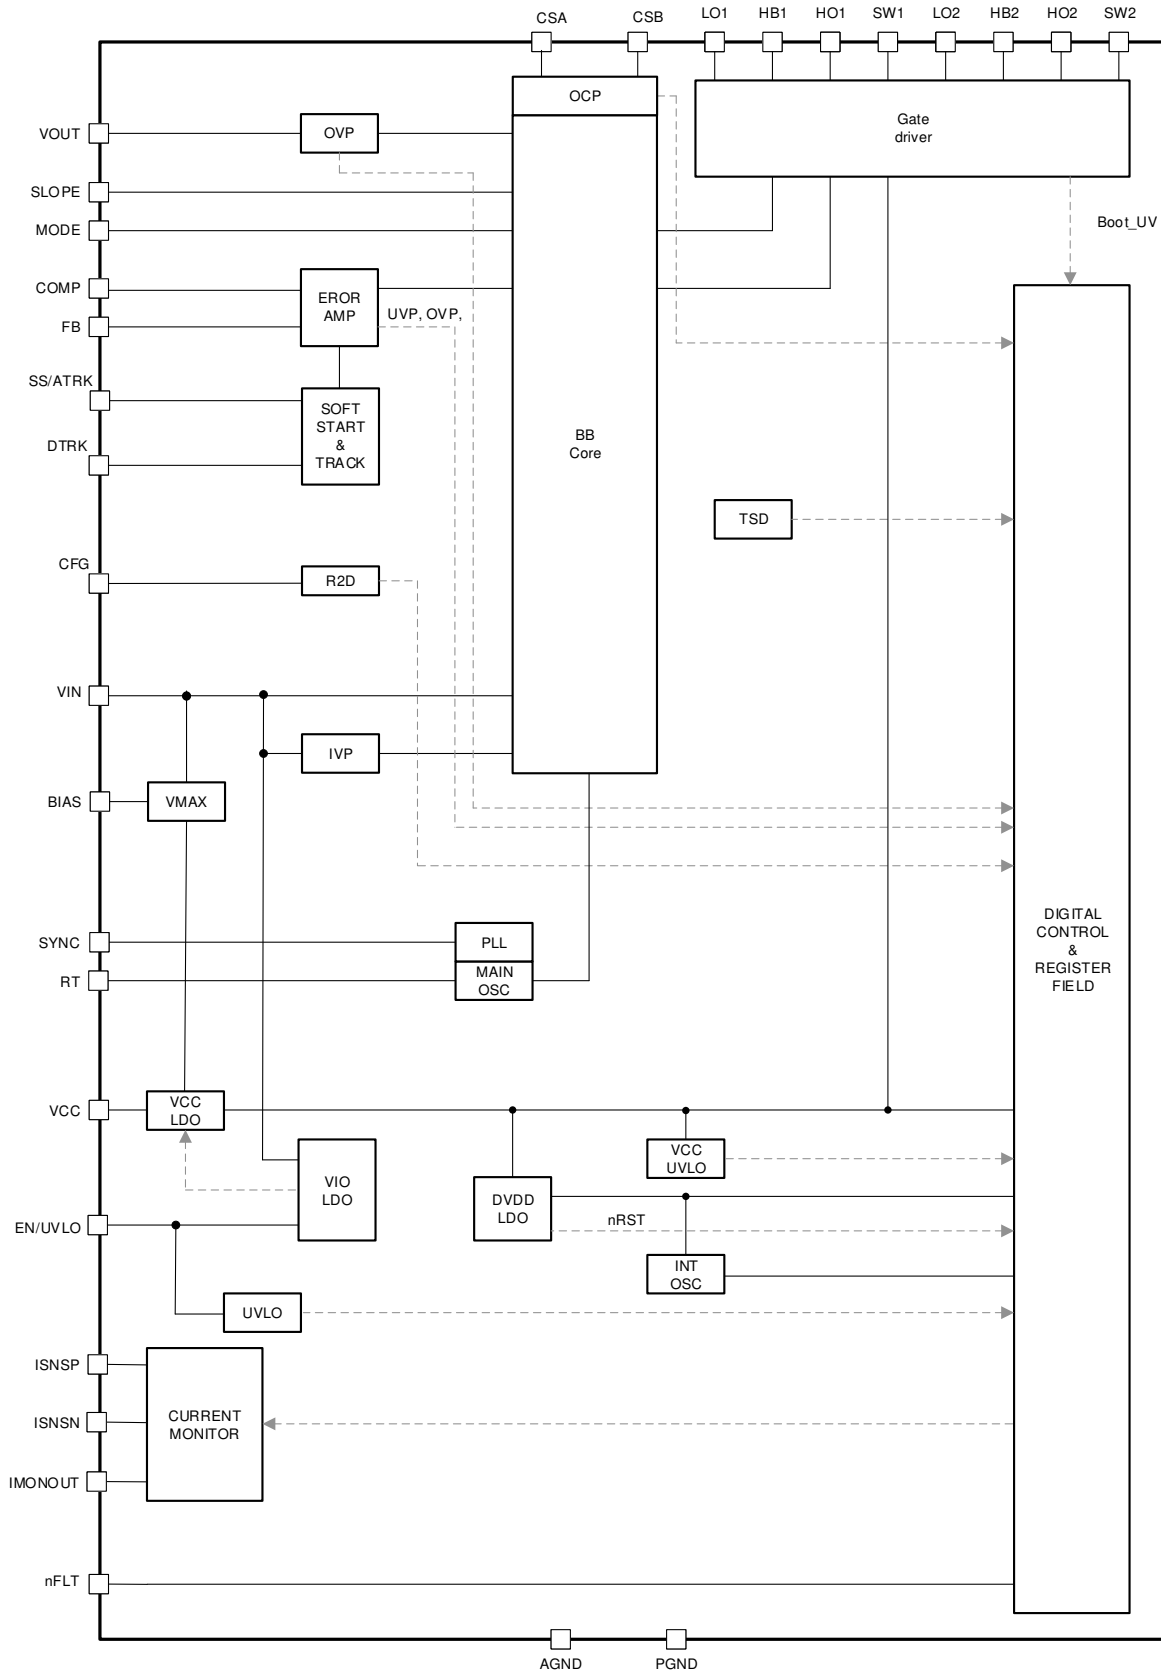 CSA
CSB
LO1
HB1
HO1
SW1
LO2
HB2
HO2
SW2
OCP
Gate
driver
VOUT
OVP
SLOPE
MODE
Boot_UV
COMP
EROR
AMP
UVP, OVP,
FB
SS/ATRK
SOFT
START
&
TRACK
DTRK
BB
Core
TSD
CFG
R2D
VIN
IVP
BIAS
VMAX
DIGITAL
CONTROL
&
REGISTER
FIELD
SYNC
PLL
RT
MAIN
OSC
VCC
VCC
LDO
VCC
UVLO
VIO
LDO
DVDD
LDO
nRST
EN/UVLO
INT
OSC
UVLO
ISNSP
ISNSN
CURRENT
MONITOR
IMONOUT
nFLT
AGND
PGND